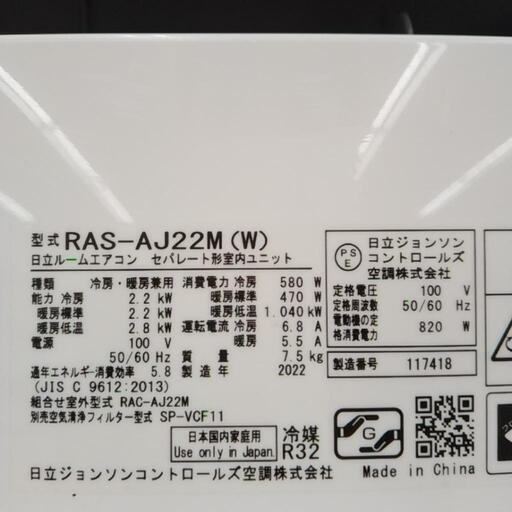 型式 RAS-AJ22M(W)
日立ルームエアコン セパレート形室内ユニット
種類 冷房・暖房兼用 消費電力 冷房 580 W
能力 冷房 2.2 kW 暖房標準 470 W
暖房標準 2.2 kW 暖房低温 1.040 kW
暖房低温 2.8 kW 運転電流 冷房 6.8 A
電源 100 V 暖房 5.5 A
50/60 Hz 質量 7.5 kg
通年エネルギー消費効率 5.8 製造年 2022
(JIS C 9612:2013)
組合せ室外型式 RAC-AJ22M
別売空気清浄フィルター型式 SP-VCF11
日本国内家庭用
Use only in Japan.
冷媒
R32
日立ジョンソンコントロールズ空調株式会社
PS
E
日立ジョンソン
コントロールズ
空調株式会社
定格電圧 100 V
定格周波数 50/60 Hz
電動機の定
格消費電力 820 W
製造番号 117418
G
Made in China